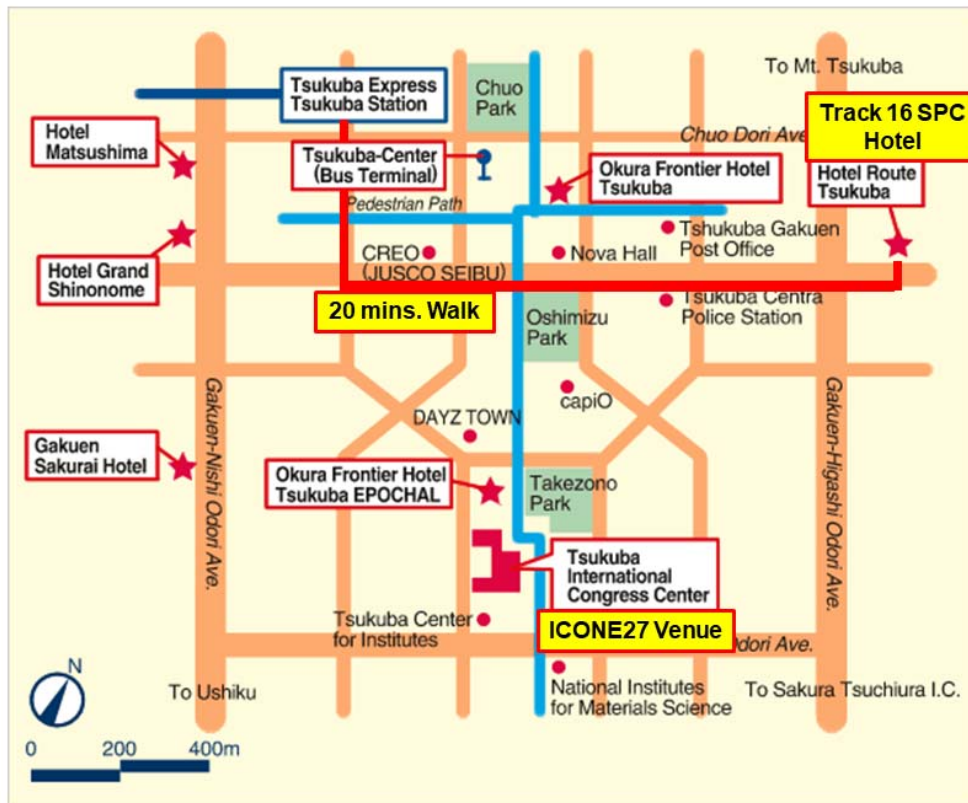 Tsukuba Express
Tsukuba Station
Chuo
Park
To Mt. Tsukuba
Track 16 SPC
Hotel
Hotel
Matsushima
Tsukuba-Center
(Bus Terminal)
Chuo Dori Ave.
Okura Frontier Hotel
Tsukuba
Hotel Route
Tsukuba
Pedestrian Path
Hotel Grand
Shinonome
CREO
(JUSCO SEIBU)
Nova Hall
Tshukuba Gakuen
Post Office
20 mins. Walk
Oshimizu
Park
Tsukuba Centra
Police Station
Gakuen-Nishi Odori Ave.
capiO
Gakuen-Higashi Odori Ave.
DAYZ TOWN
Gakuen
Sakurai Hotel
Okura Frontier Hotel
Tsukuba EPOCHAL
Takezono
Park
Tsukuba
International
Congress Center
Tsukuba Center
for Institutes
ICONE27 Venue
Odori Ave.
N
To Ushiku
National Institutes
for Materials Science
To Sakura Tsuchiura I.C.
0 200 400m